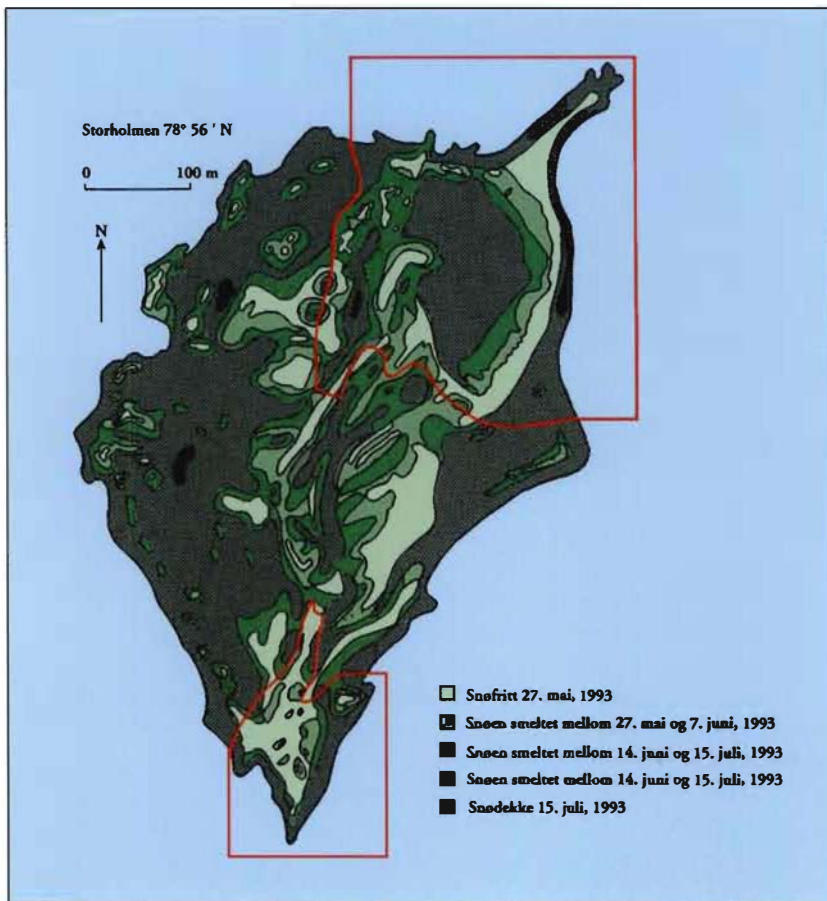 Storholmen 78° 56 ' N
0 100 m
N
Snøfritt 27. mai, 1993
Snøen smeltet mellom 27. mai og 7. juni, 1993
Snøen smeltet mellom 14. juni og 15. juli, 1993
Snøen smeltet mellom 14. juni og 15. juli, 1993
Snødekke 15. juli, 1993